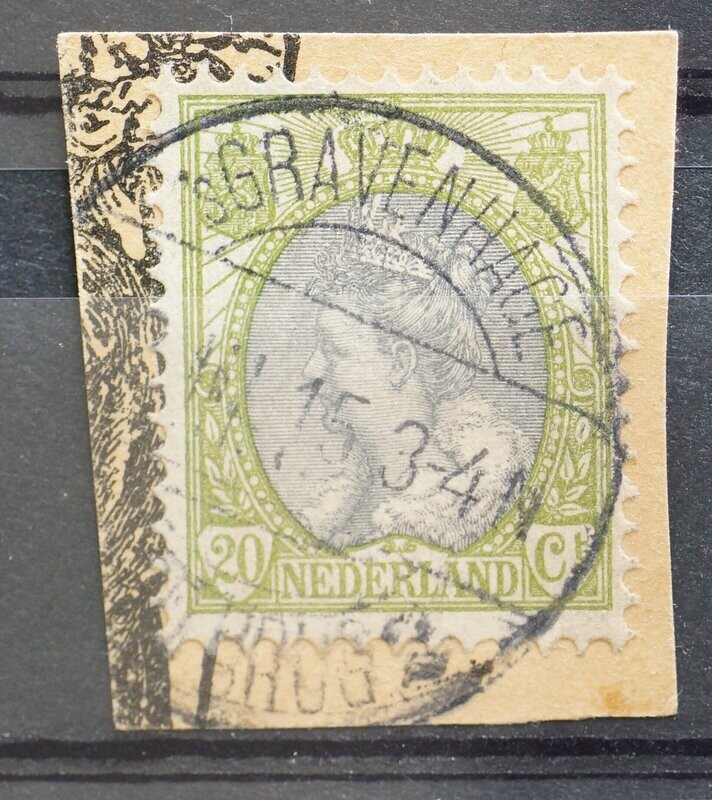 'SGRAVENHAGE
15 3-4 N
20 CT
NEDERLAND